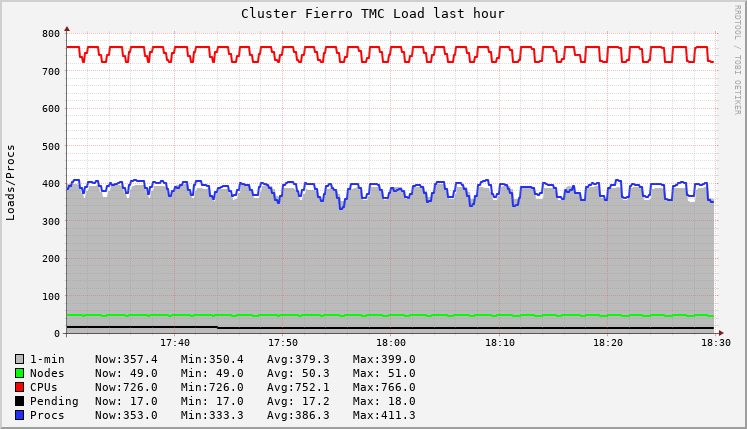 Cluster Fierro TMC Load last hour
RRDTOOL / TOBI OETIKER
Loads/Procs
800
700
600
500
400
300
200
100
0
17:40 17:50 18:00 18:10 18:20 18:30
1-min Now:357.4 Min:350.4 Avg:379.3 Max:399.0
Nodes Now: 49.0 Min: 49.0 Avg: 50.3 Max: 51.0
CPUs Now:726.0 Min:726.0 Avg:752.1 Max:766.0
Pending Now: 17.0 Min: 17.0 Avg: 17.2 Max: 18.0
Procs Now:353.0 Min:333.3 Avg:386.3 Max:411.3